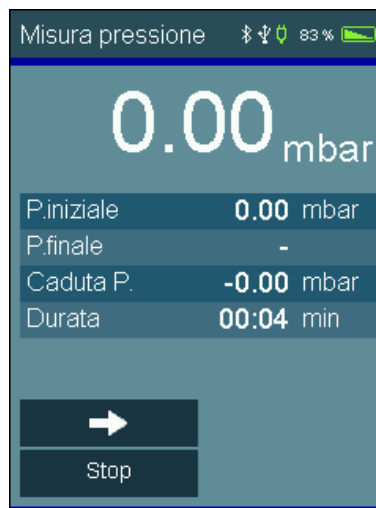 Misura pressione 83 %
0.00 mbar
P.iniziale 0.00 mbar
P.finale -
Caduta P. -0.00 mbar
Durata 00:04 min
Stop